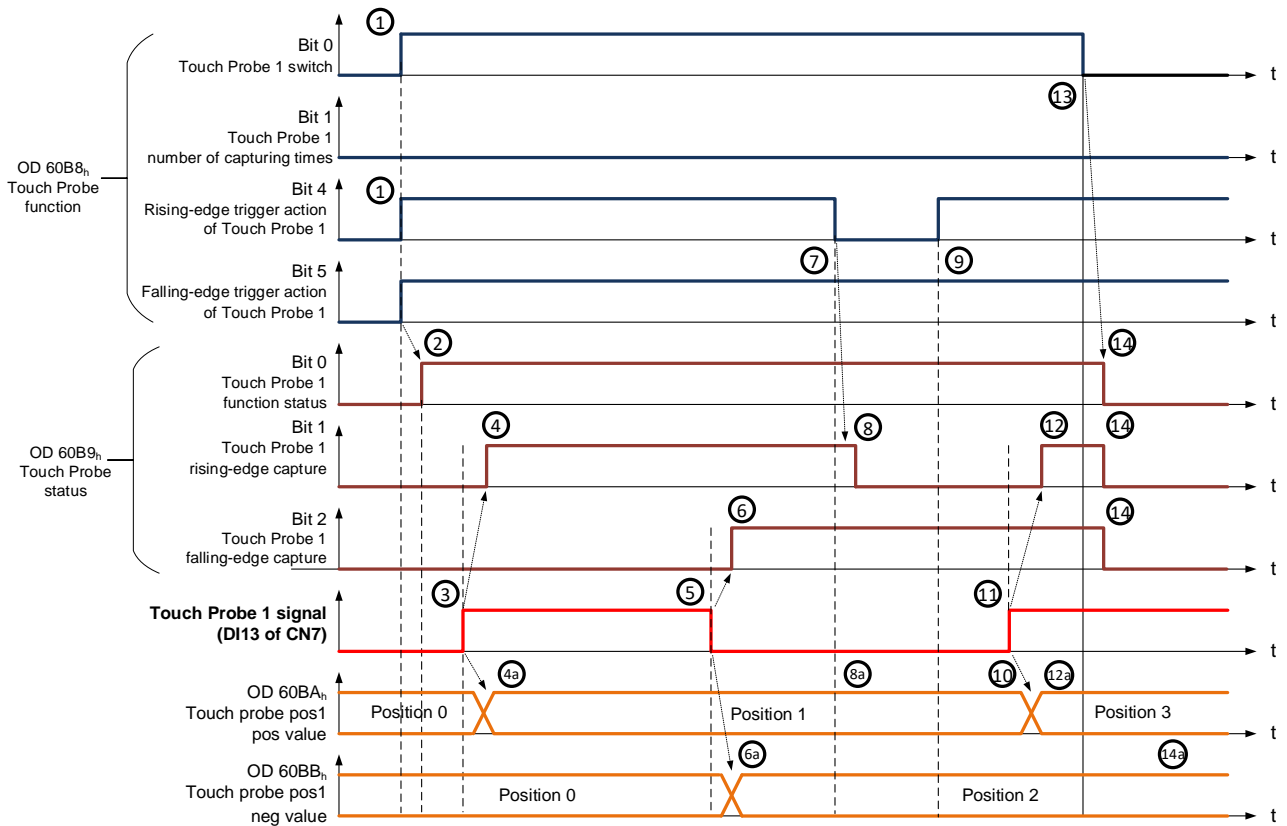 1
Bit 0
Touch Probe 1 switch
t
13
Bit 1
Touch Probe 1
number of capturing times
t
OD 60B8h
Touch Probe
function
Bit 4
1
Rising-edge trigger action
of Touch Probe 1
t
7
9
Bit 5
Falling-edge trigger action
of Touch Probe 1
t
2
14
Bit 0
Touch Probe 1
function status
t
OD 60B9h
Touch Probe
status
Bit 1
Touch Probe 1
rising-edge capture
4
8
12
14
t
Bit 2
Touch Probe 1
falling-edge capture
6
14
t
3
5
11
Touch Probe 1 signal
(DI13 of CN7)
t
4a
8a
10
12a
OD 60BAh
Touch probe pos1
pos value
Position 0
Position 1
Position 3
t
6a
14a
OD 60BBh
Touch probe pos1
neg value
Position 0
Position 2
t